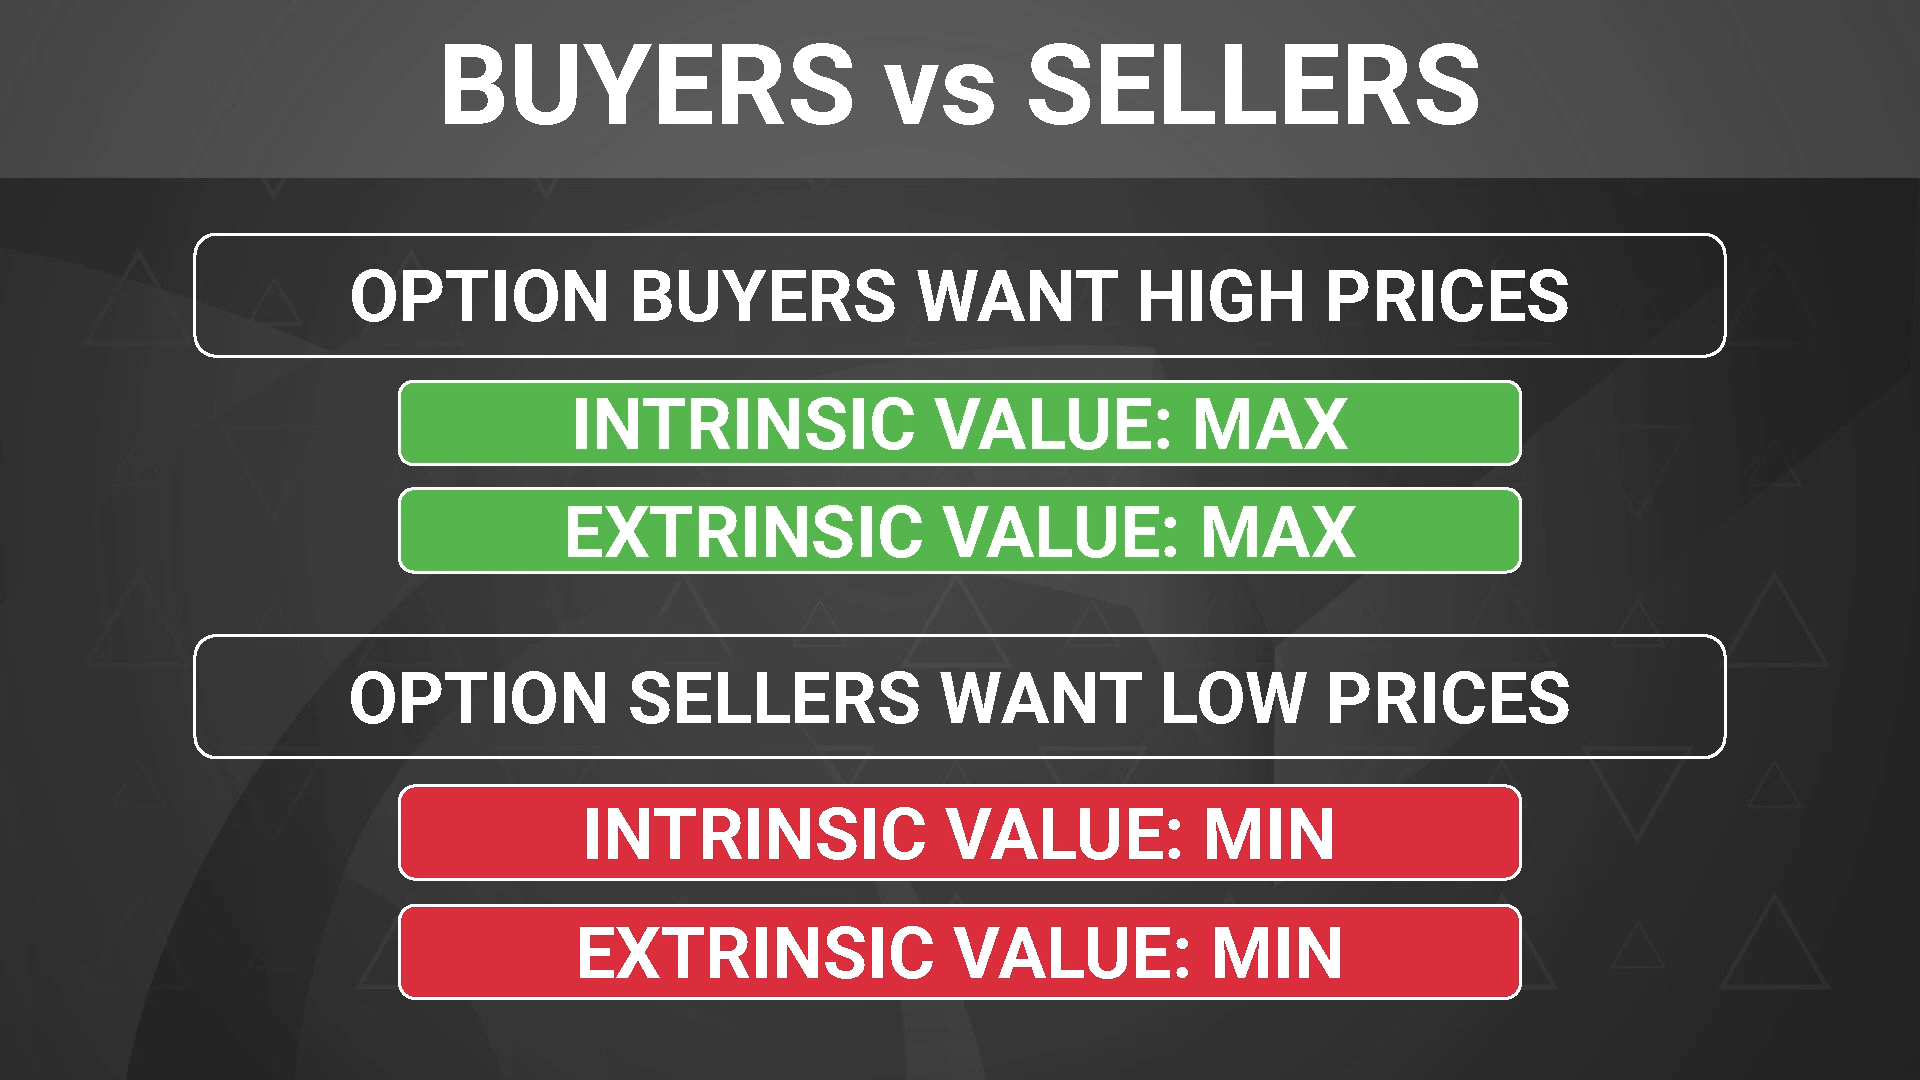 BUYERS vs SELLERS
OPTION BUYERS WANT HIGH PRICES
INTRINSIC VALUE: MAX
EXTRINSIC VALUE: MAX
OPTION SELLERS WANT LOW PRICES
INTRINSIC VALUE: MIN
EXTRINSIC VALUE: MIN